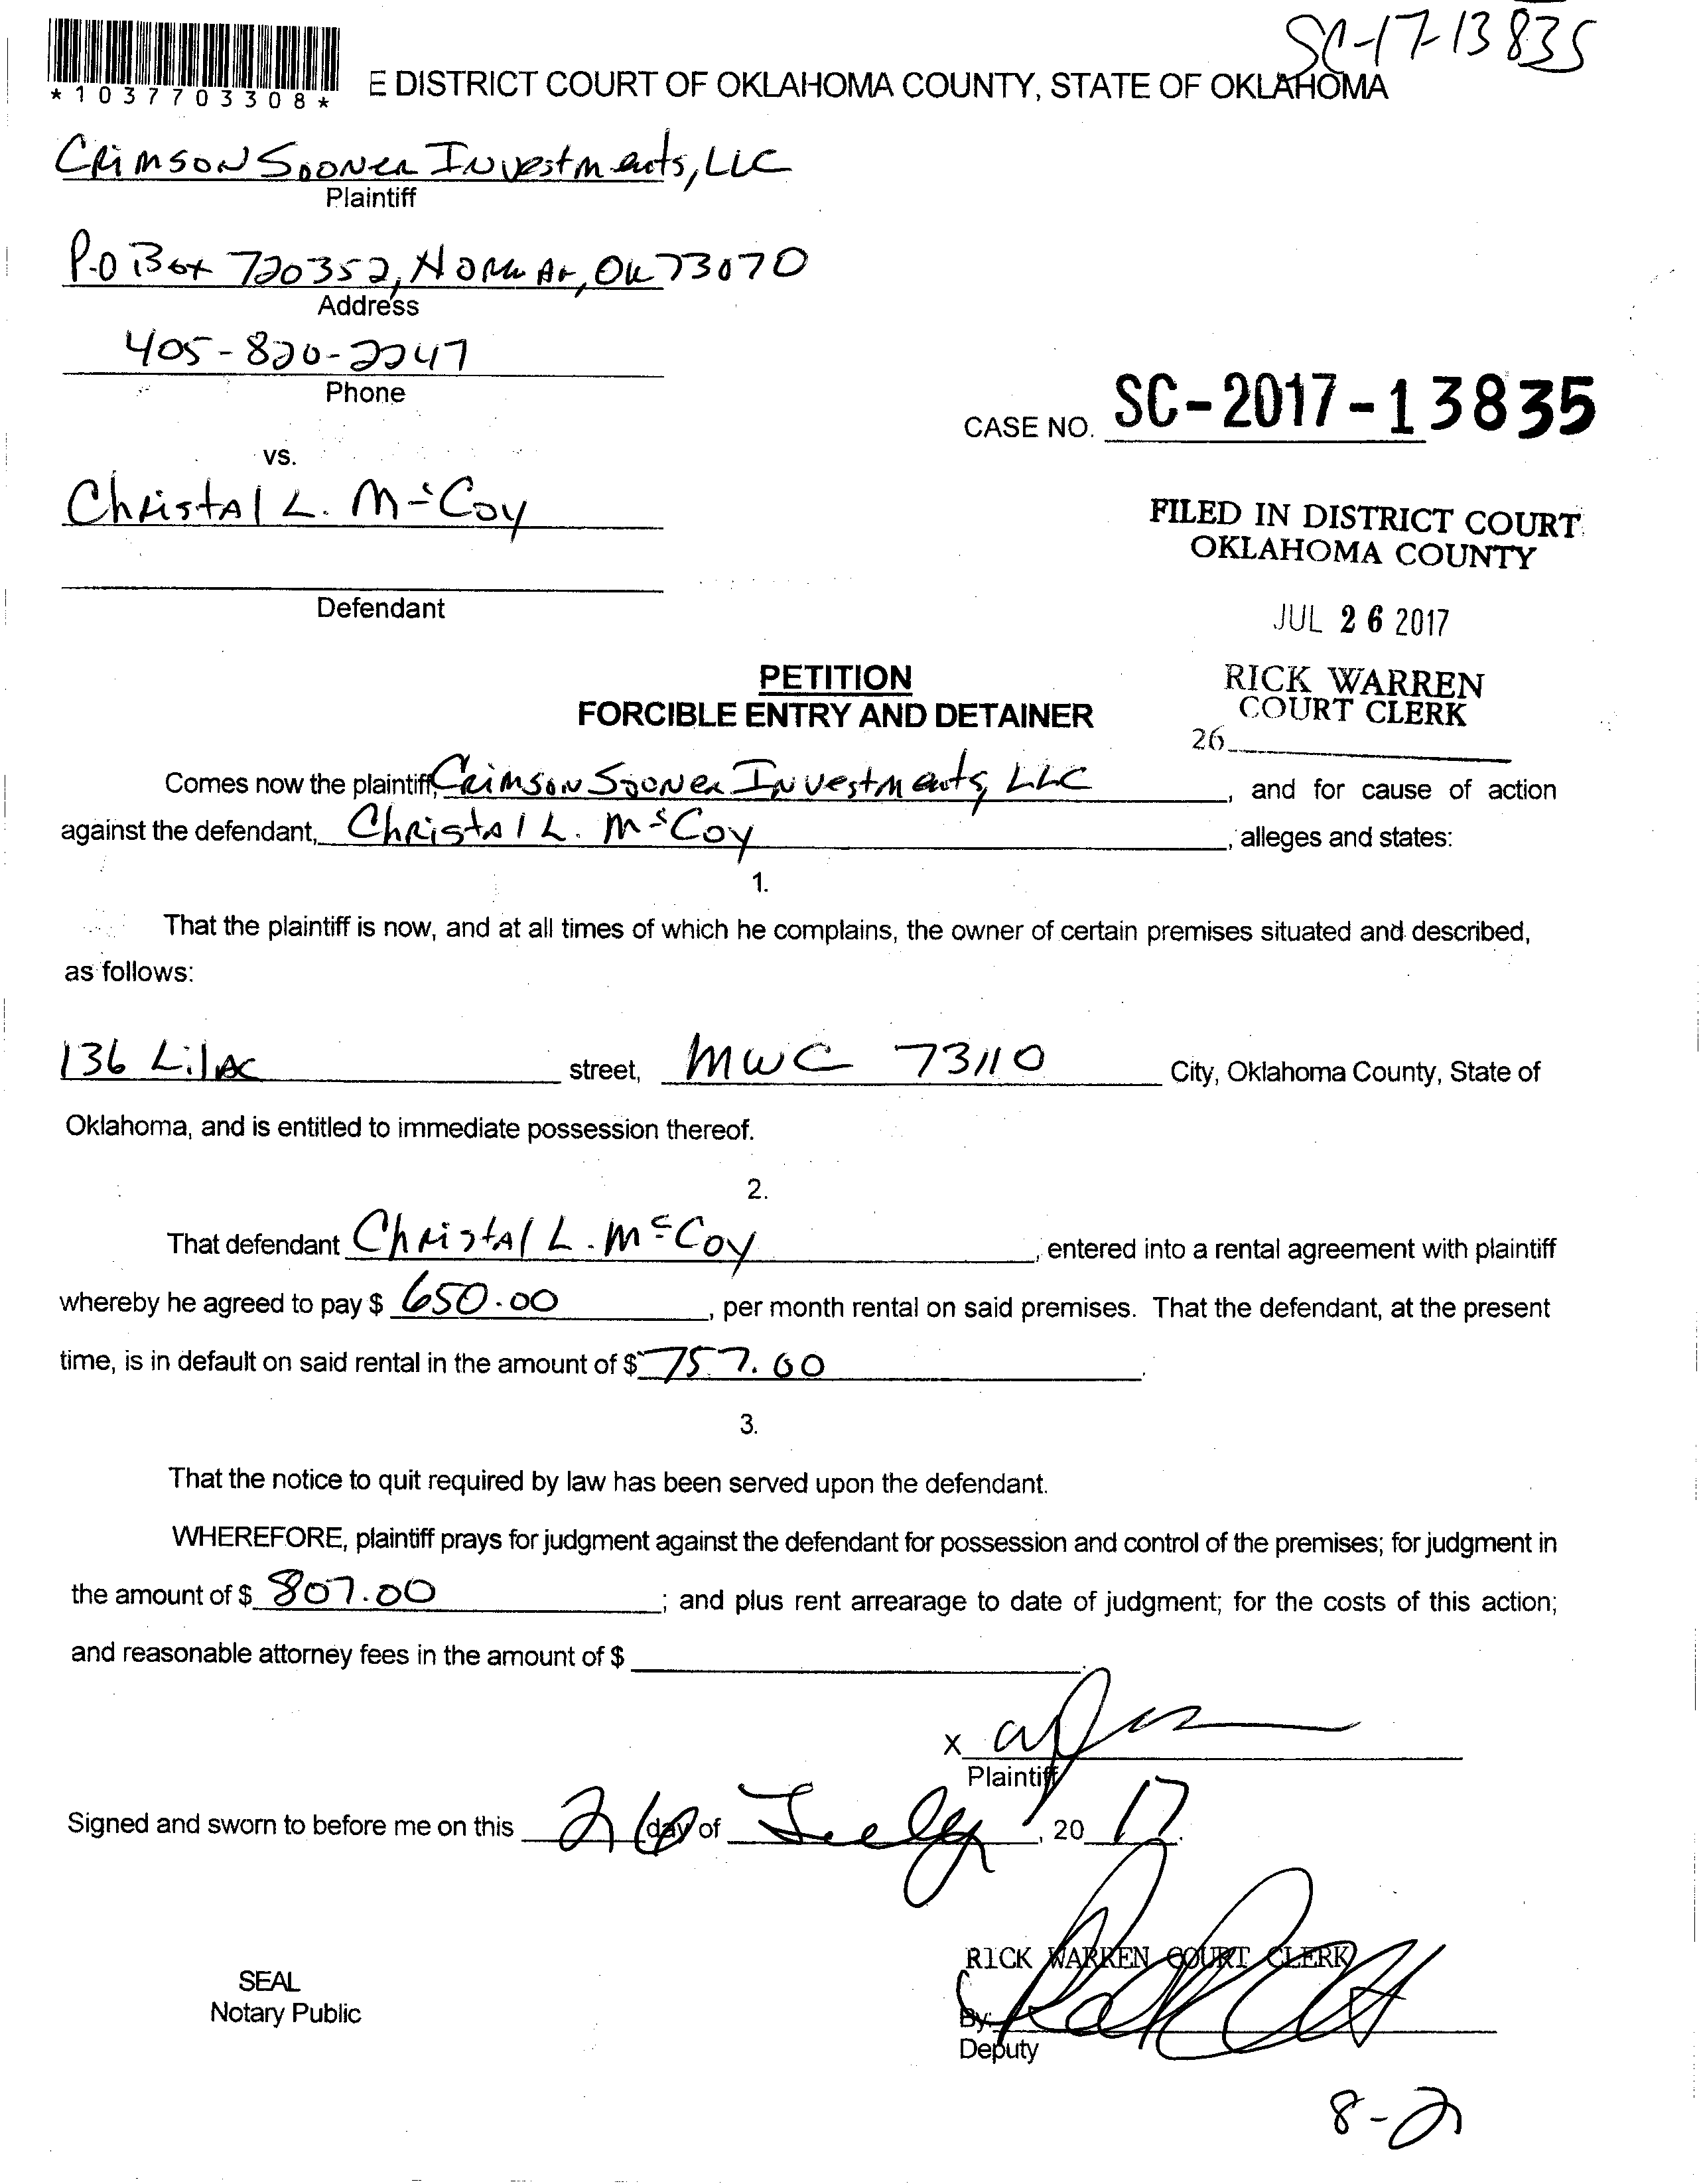 SC-17-13835
*1037703308*
E DISTRICT COURT OF OKLAHOMA COUNTY, STATE OF OKLAHOMA
Crimson Sooner Investments, LLC
Plaintiff
P.O Box 720352, Norman, OK 73070
Address
405-820-2247
Phone
CASE NO. SC-2017-13835
vs.
Christal L. McCoy
FILED IN DISTRICT COURT
OKLAHOMA COUNTY
Defendant
JUL 26 2017
PETITION
RICK WARREN
FORCIBLE ENTRY AND DETAINER
COURT CLERK
26
Comes now the plaintiff, Crimson Sooner Investments, LLC, and for cause of action
against the defendant, Christal L. McCoy, alleges and states:
1.
That the plaintiff is now, and at all times of which he complains, the owner of certain premises situated and described,
as follows:
136 Lilac street, MWC 73110 City, Oklahoma County, State of
Oklahoma, and is entitled to immediate possession thereof.
2.
That defendant Christal L. McCoy, entered into a rental agreement with plaintiff
whereby he agreed to pay $ 650.00, per month rental on said premises. That the defendant, at the present
time, is in default on said rental in the amount of $ 757.00.
3.
That the notice to quit required by law has been served upon the defendant.
WHEREFORE, plaintiff prays for judgment against the defendant for possession and control of the premises; for judgment in
the amount of $ 807.00; and plus rent arrearage to date of judgment; for the costs of this action;
and reasonable attorney fees in the amount of $ .
X
Plaintiff
Signed and sworn to before me on this 26 day of July, 20 17.
RICK WARREN COURT CLERK
SEAL
Notary Public
By:
Deputy
8-2